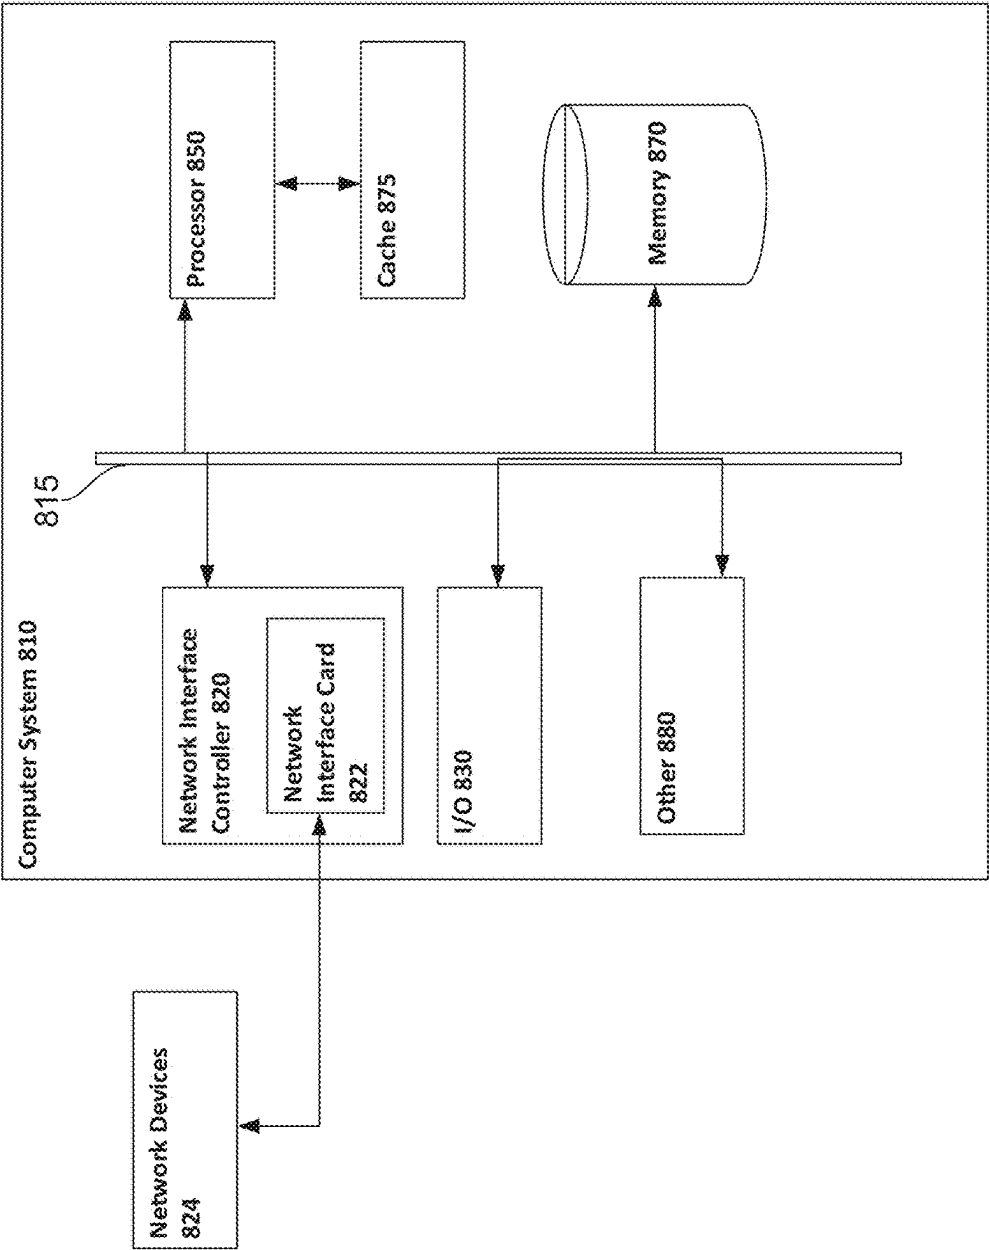 Computer System 810
815
Processor 850
Cache 875
Memory 870
Network Interface
Controller 820
Network
Interface Card
822
I/O 830
Other 880
Network Devices
824